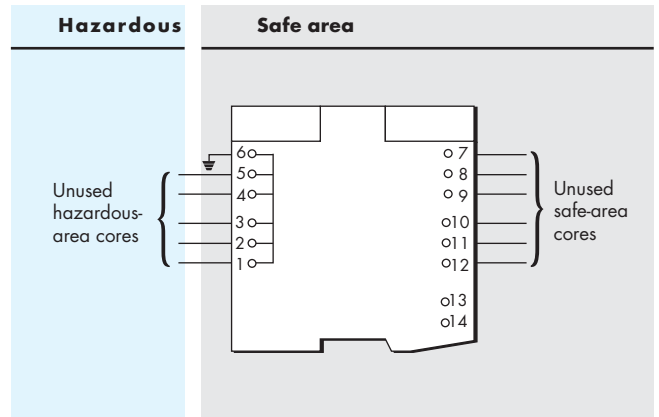 Hazardous Safe area
6 7
5 8
4 9
3 10
2 11
1 12
13
14
Unused
hazardous-
area cores
Unused
safe-area
cores